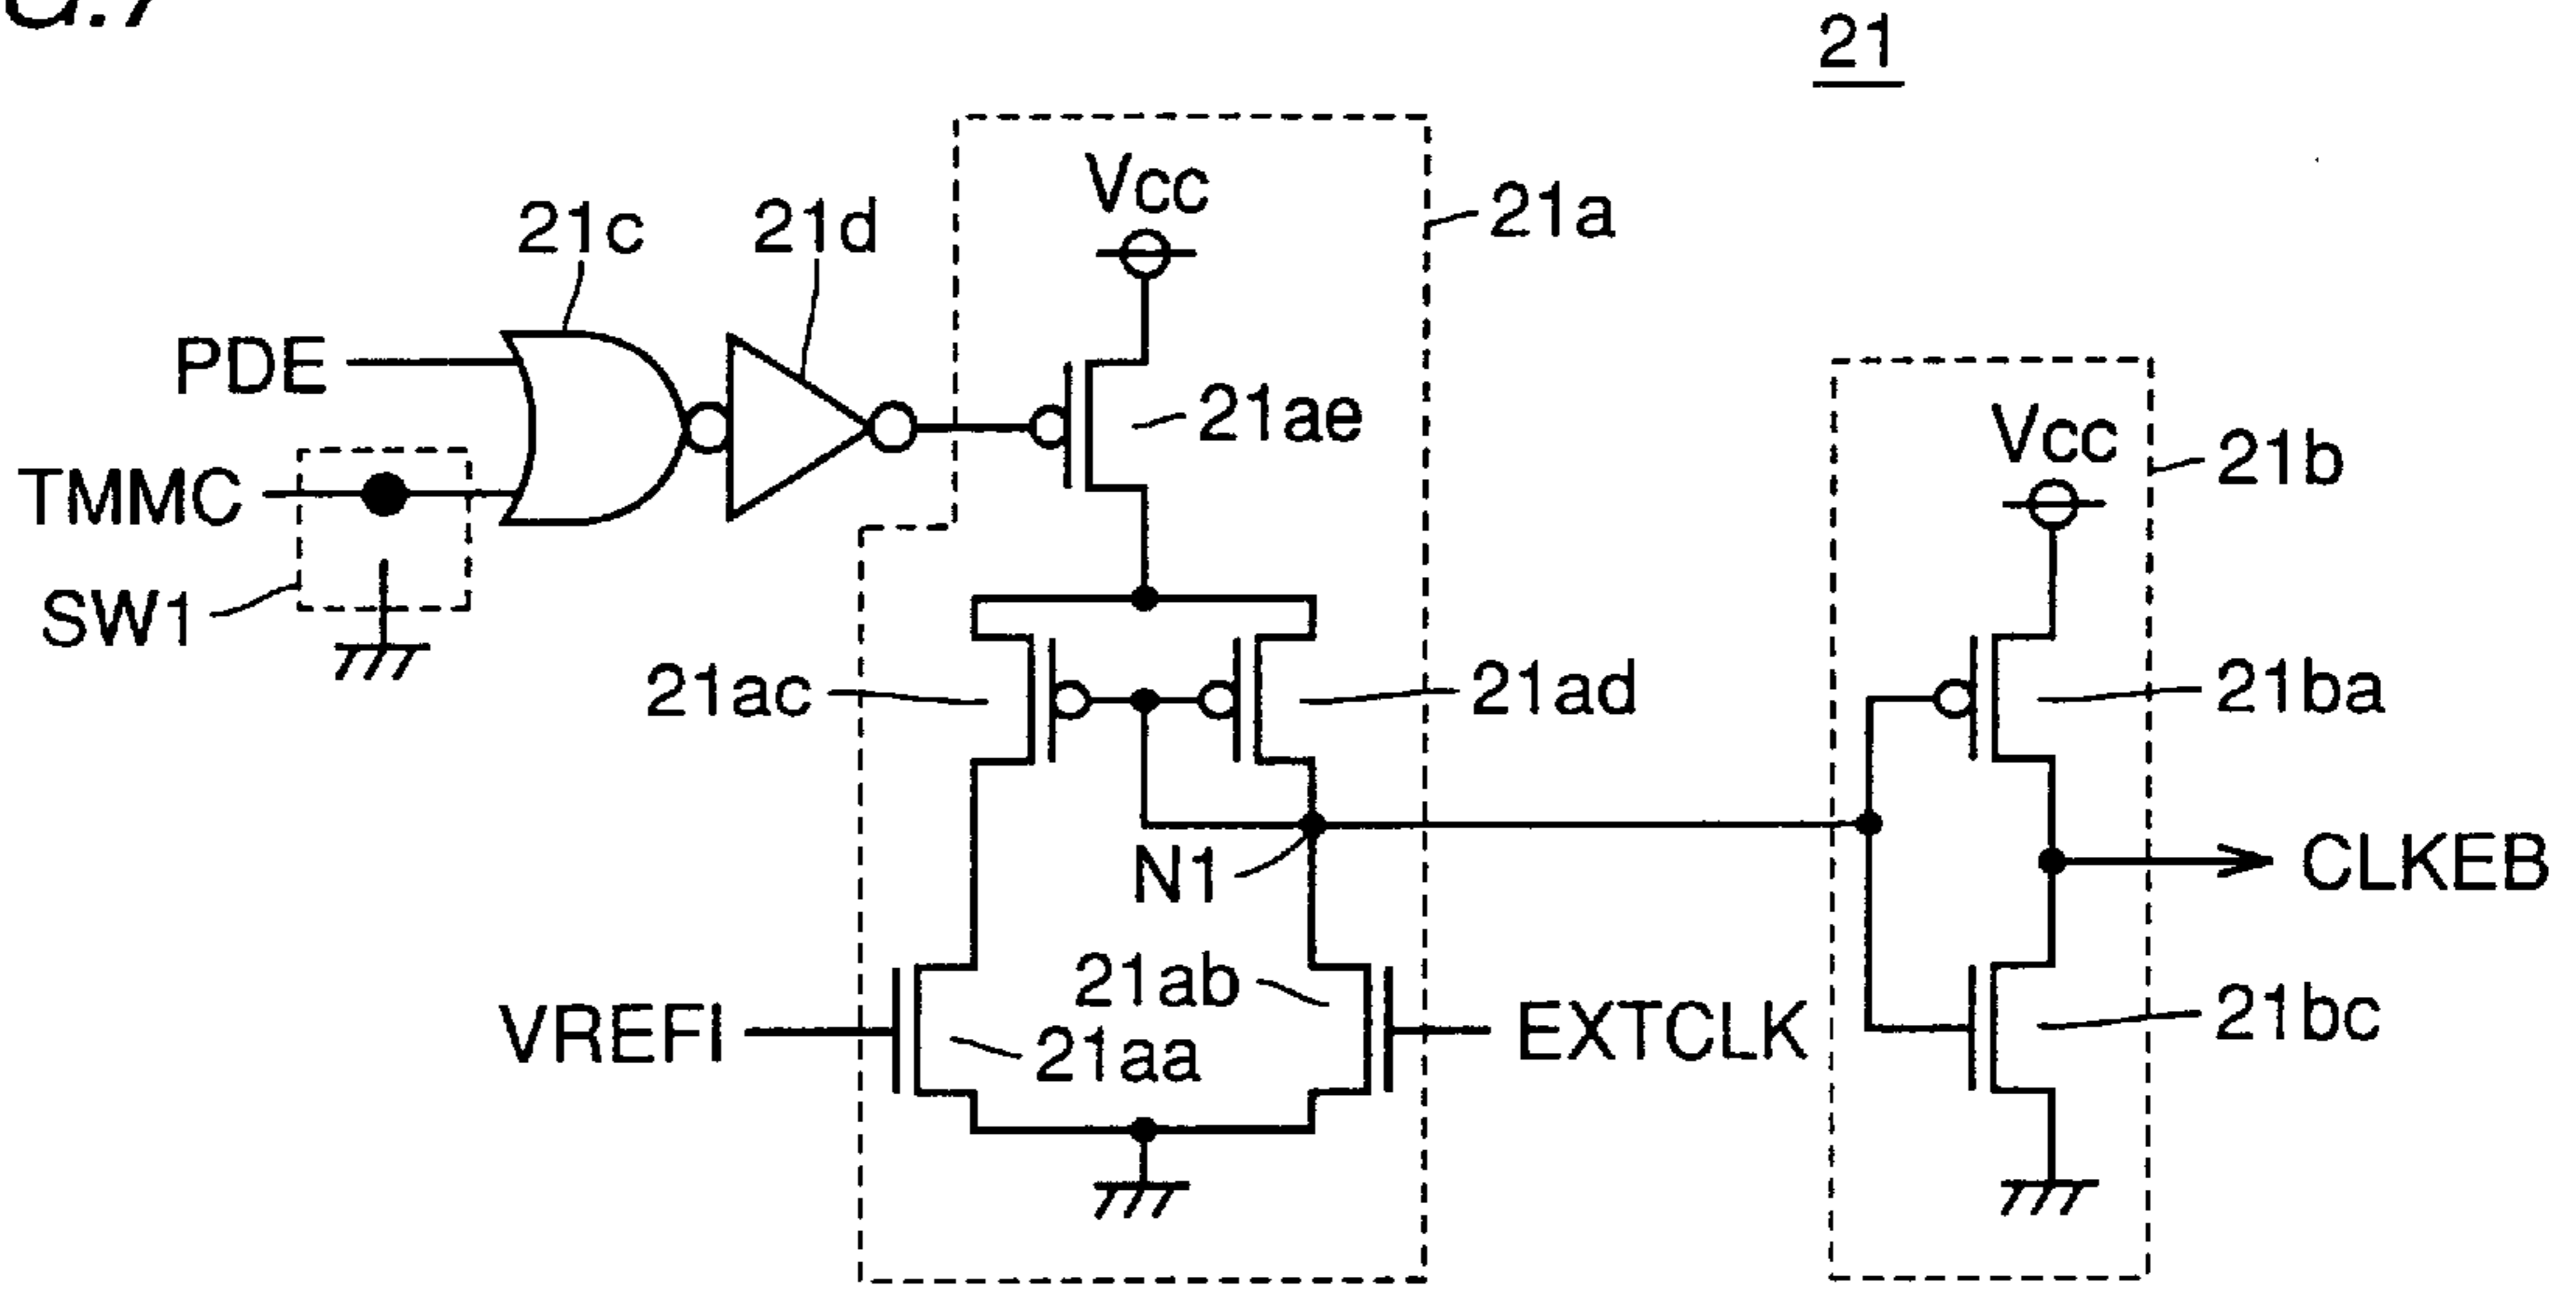 G.7
21
Vcc
21a
21c
21d
PDE
21ae
TMMC
SW1
Vcc
21b
21ac
21ad
21ba
N1
CLKEB
21ab
VREFI
21aa
EXTCLK
21bc